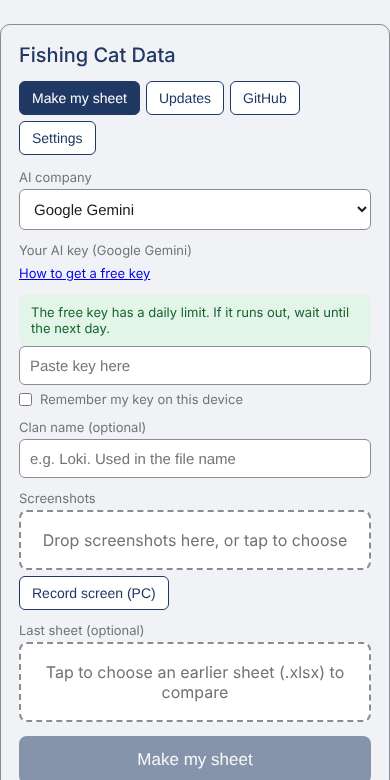 Fishing Cat Data
Make my sheet
Updates
GitHub
Settings
AI company
Google Gemini
Your AI key (Google Gemini)
How to get a free key
The free key has a daily limit. If it runs out, wait until
the next day.
Paste key here
Remember my key on this device
Clan name (optional)
e.g. Loki. Used in the file name
Screenshots
Drop screenshots here, or tap to choose
Record screen (PC)
Last sheet (optional)
Tap to choose an earlier sheet (.xlsx) to
compare
Make my sheet